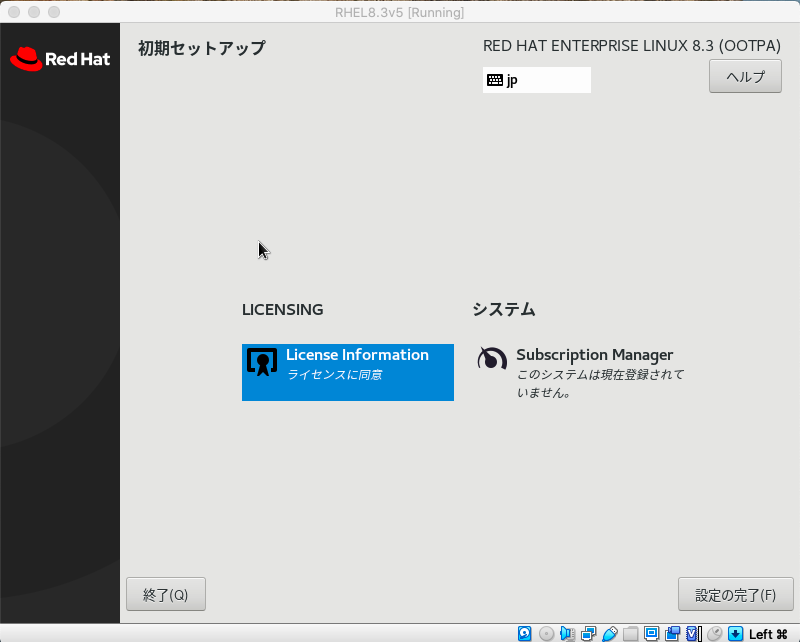 RHEL8.3v5 [Running]
Red Hat
初期セットアップ
RED HAT ENTERPRISE LINUX 8.3 (OOTPA)
jp
ヘルプ
LICENSING
システム
License Information
ライセンスに同意
Subscription Manager
このシステムは現在登録されて
いません。
終了(Q)
設定の完了(F)
Left ⌘